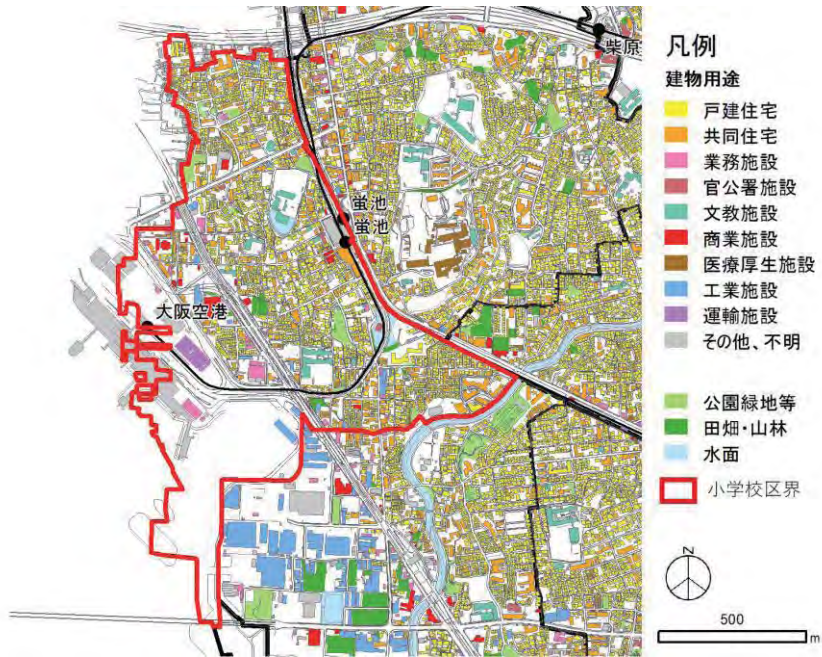 柴原
蛍池
蛍池
大阪空港
凡例
建物用途
戸建住宅
共同住宅
業務施設
官公署施設
文教施設
商業施設
医療厚生施設
工業施設
運輸施設
その他、不明
公園緑地等
田畑・山林
水面
小学校区界
N
500
m